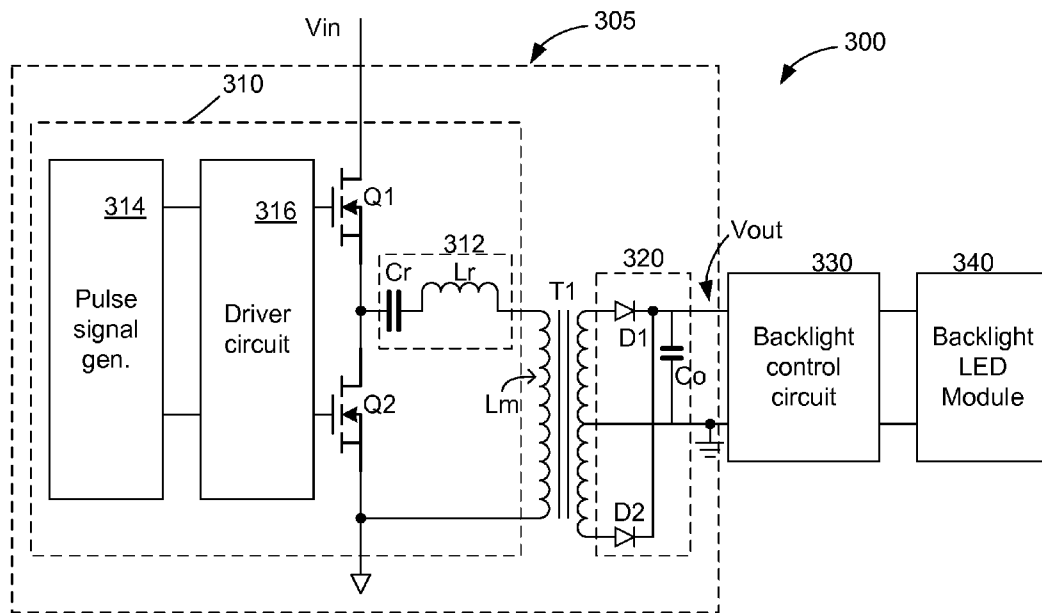 Vin
305
300
310
314
Pulse
signal
gen.
316
Driver
circuit
Q1
Q2
312
Cr
Lr
Lm
T1
320
D1
Co
D2
Vout
330
Backlight
control
circuit
340
Backlight
LED
Module